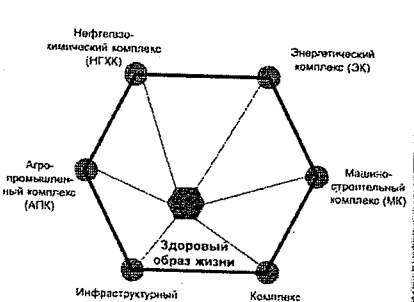 Нефтегазо-
химический комплекс
(НГХК)
Энергетический
комплекс (ЭК)
Агро-
промышлен-
ный комплекс
(АПК)
Машино-
строительный
комплекс (МК)
Здоровый
образ жизни
Инфраструктурный
Комплекс